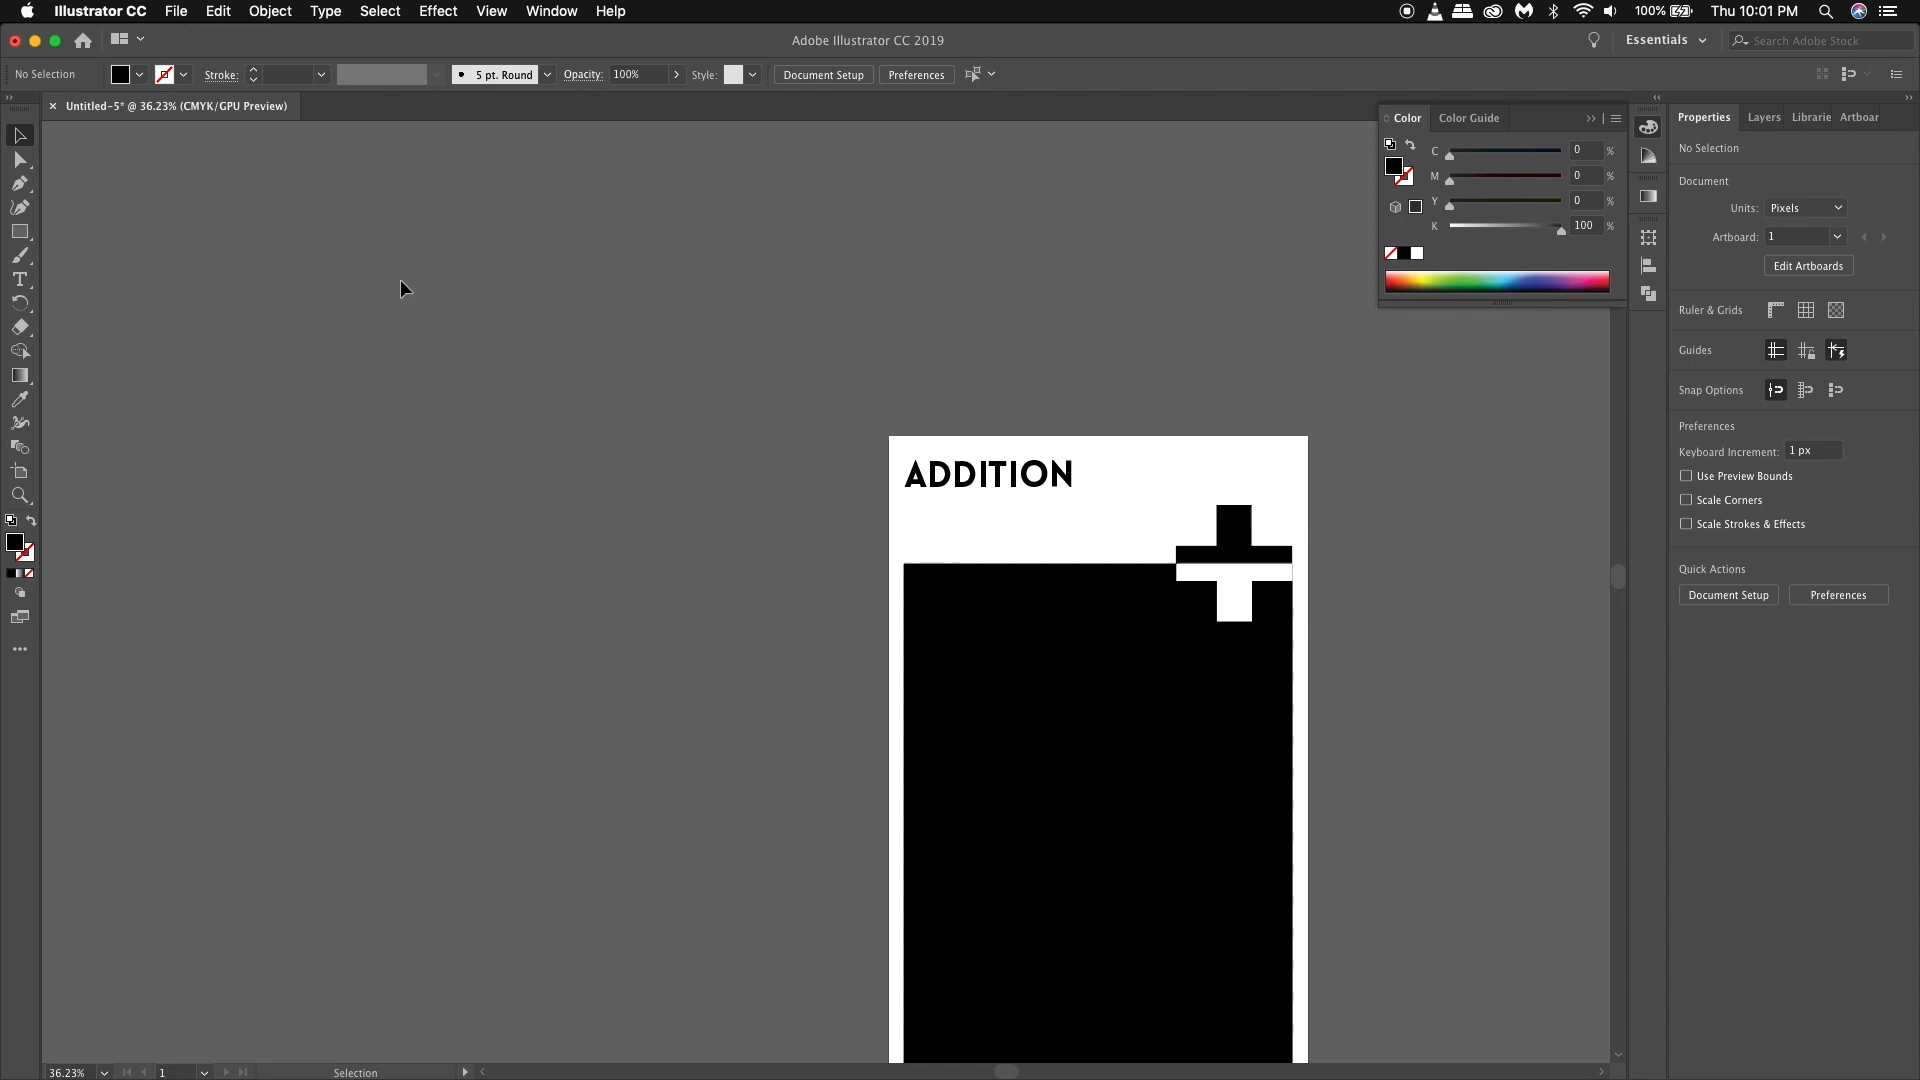 Illustrator CC File Edit Object Type Select Effect View Window Help 100% Thu 10:01 PM
Adobe Illustrator CC 2019 Essentials Search Adobe Stock
No Selection Stroke: 5 pt. Round Opacity: 100% Style: Document Setup Preferences
Untitled-5* @ 36.23% (CMYK/GPU Preview)
Color Color Guide
C 0 %
M 0 %
Y 0 %
K 100 %
Properties Layers Librarie Artboar
No Selection
Document
Units: Pixels
Artboard: 1
Edit Artboards
Ruler & Grids
Guides
Snap Options
Preferences
Keyboard Increment: 1 px
Use Preview Bounds
Scale Corners
Scale Strokes & Effects
Quick Actions
Document Setup Preferences
ADDITION
36.23% 1 Selection